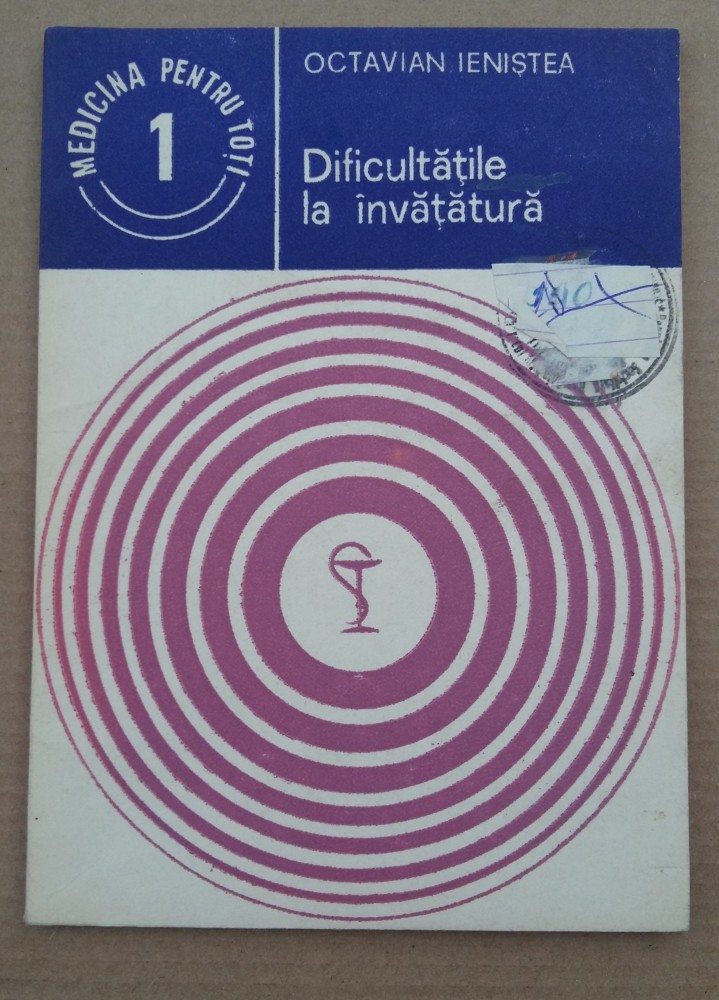 MEDICINA PENTRU TOȚI
1
OCTAVIAN IENIȘTEA
Dificultățile
la învățătură